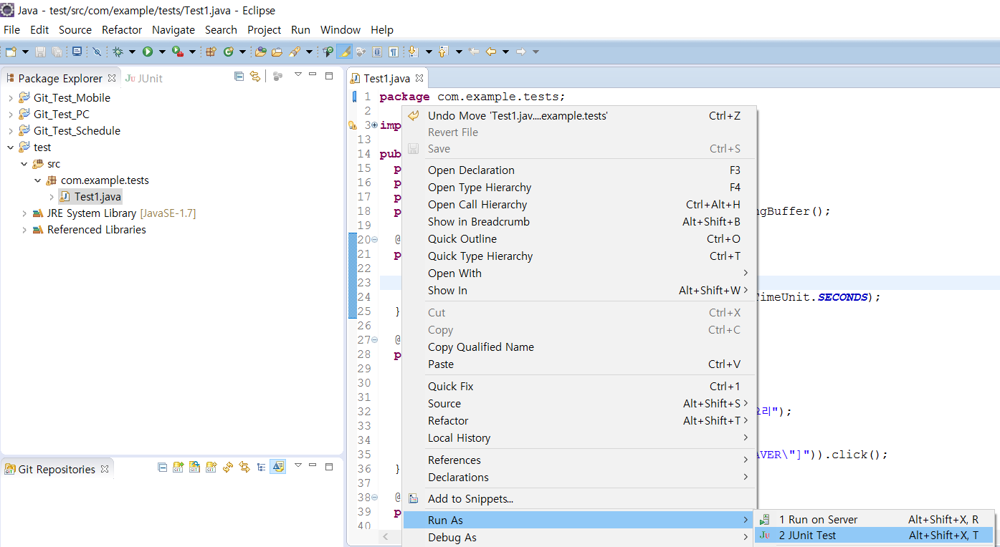 Java - test/src/com/example/tests/Test1.java - Eclipse
File Edit Source Refactor Navigate Search Project Run Window Help
Package Explorer
Ju JUnit
Git_Test_Mobile
Git_Test_PC
Git_Test_Schedule
test
src
com.example.tests
Test1.java
JRE System Library [JavaSE-1.7]
Referenced Libraries
GIT Git Repositories
Test1.java
1 package com.example.tests;
2
3 imp
13
14 pub
15 p
16 p
17 p
18 p gBuffer();
19
20 @
21 p
22
23
24 TimeUnit.SECONDS);
25 }
26
27 @
28 p
29
30
31
32 리");
33
34
35 AVER\"]")).click();
36 }
37
38 @
39 p
40
Undo Move 'Test1.jav....example.tests' Ctrl+Z
Revert File
Save Ctrl+S
Open Declaration F3
Open Type Hierarchy F4
Open Call Hierarchy Ctrl+Alt+H
Show in Breadcrumb Alt+Shift+B
Quick Outline Ctrl+O
Quick Type Hierarchy Ctrl+T
Open With
Show In Alt+Shift+W
Cut Ctrl+X
Copy Ctrl+C
Copy Qualified Name
Paste Ctrl+V
Quick Fix Ctrl+1
Source Alt+Shift+S
Refactor Alt+Shift+T
Local History
References
Declarations
Add to Snippets...
Run As
Debug As
1 Run on Server Alt+Shift+X, R
Ju 2 JUnit Test Alt+Shift+X, T